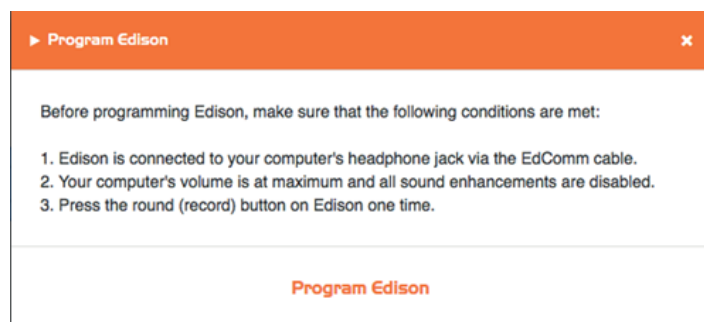 Program Edison
Before programming Edison, make sure that the following conditions are met:
1. Edison is connected to your computer's headphone jack via the EdComm cable.
2. Your computer's volume is at maximum and all sound enhancements are disabled.
3. Press the round (record) button on Edison one time.
Program Edison